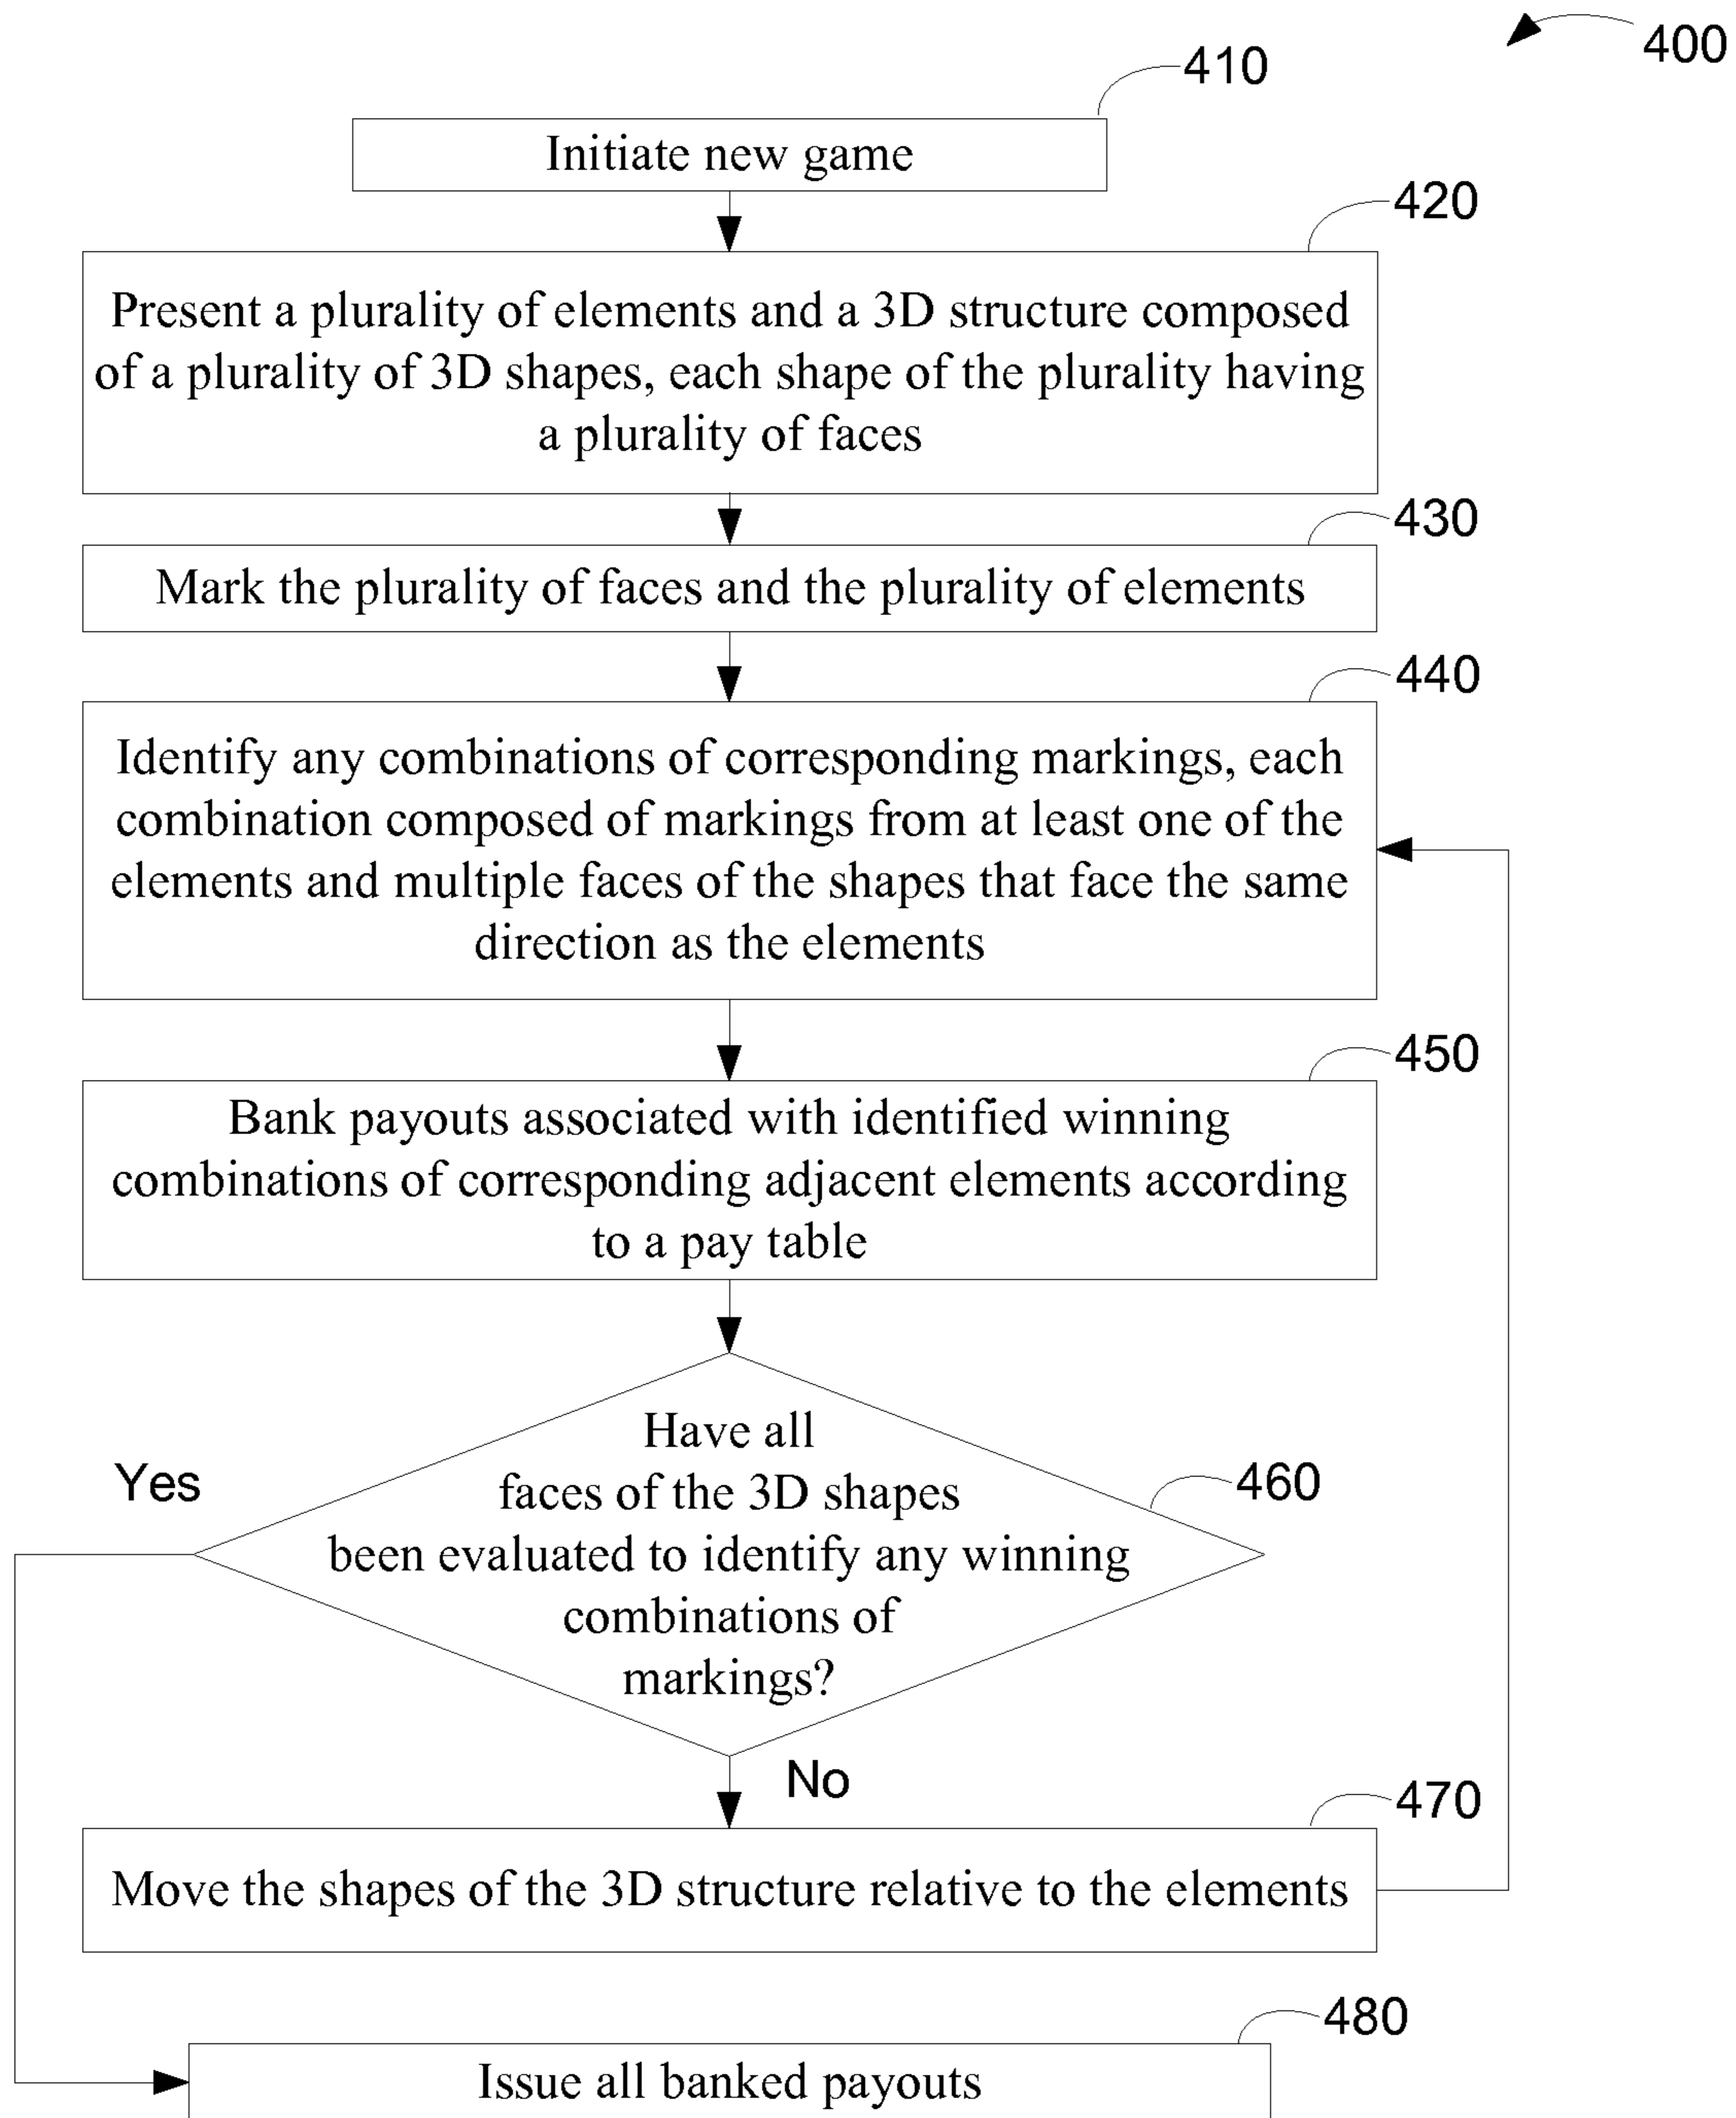 400
410
Initiate new game
420
Present a plurality of elements and a 3D structure composed
of a plurality of 3D shapes, each shape of the plurality having
a plurality of faces
430
Mark the plurality of faces and the plurality of elements
440
Identify any combinations of corresponding markings, each
combination composed of markings from at least one of the
elements and multiple faces of the shapes that face the same
direction as the elements
450
Bank payouts associated with identified winning
combinations of corresponding adjacent elements according
to a pay table
Yes
460
Have all
faces of the 3D shapes
been evaluated to identify any winning
combinations of
markings?
No
470
Move the shapes of the 3D structure relative to the elements
480
Issue all banked payouts